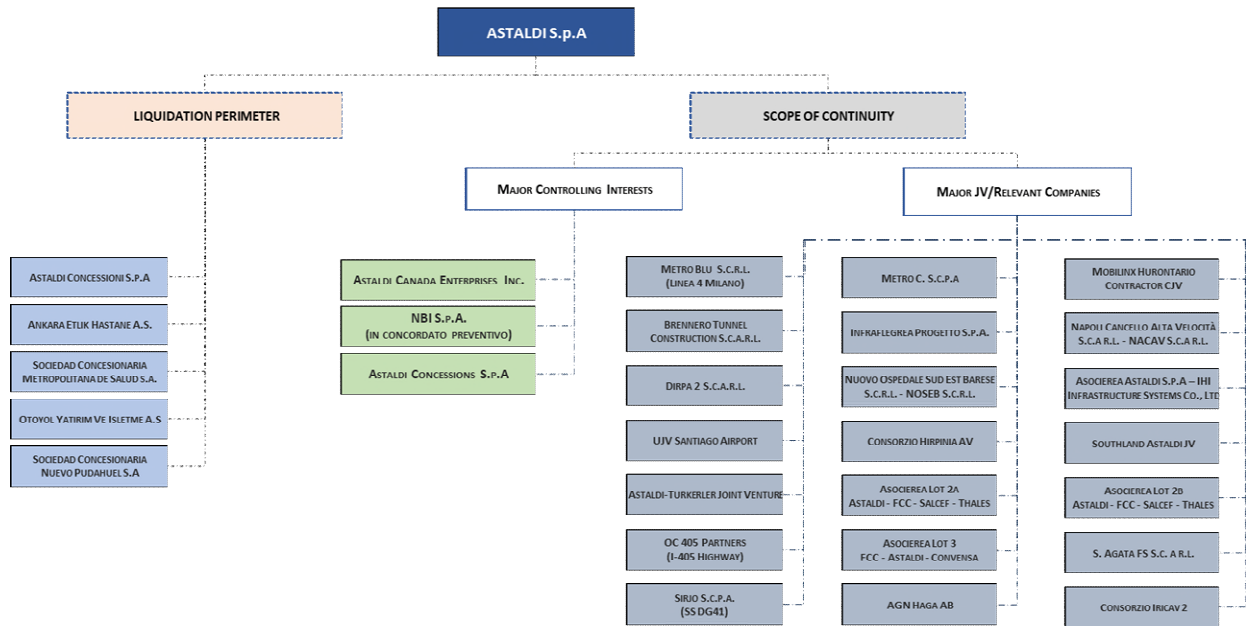 ASTALDI S.p.A
LIQUIDATION PERIMETER
SCOPE OF CONTINUITY
MAJOR CONTROLLING INTERESTS
MAJOR JV/RELEVANT COMPANIES
ASTALDI CONCESSIONI S.P.A
ANKARA ETLIK HASTANE A.S.
SOCIEDAD CONCESIONARIA
METROPOLITANA DE SALUD S.A.
OTOYOL YATIRIM VE ISLETME A.S
SOCIEDAD CONCESIONARIA
NUEVO PUDAHUEL S.A
ASTALDI CANADA ENTERPRISES INC.
NBI S.P.A.
(IN CONCORDATO PREVENTIVO)
ASTALDI CONCESSIONS S.P.A
METRO BLU S.C.R.L.
(LINEA 4 MILANO)
BRENNERO TUNNEL
CONSTRUCTION S.C.A.R.L.
DIRPA 2 S.C.A.R.L.
UJV SANTIAGO AIRPORT
ASTALDI-TURKERLER JOINT VENTURE
OC 405 PARTNERS
(I-405 HIGHWAY)
SIRJO S.C.P.A.
(SS DG41)
METRO C. S.C.P.A
INFRAFLEGREA PROGETTO S.P.A.
NUOVO OSPEDALE SUD EST BARESE
S.C.R.L. - NOSEB S.C.R.L.
CONSORZIO HIRPINIA AV
ASOCIEREA LOT 2A
ASTALDI - FCC - SALCEF - THALES
ASOCIEREA LOT 3
FCC - ASTALDI - CONVENSA
AGN HAGA AB
MOBILINX HURONTARIO
CONTRACTOR CJV
NAPOLI CANCELLO ALTA VELOCITÀ
S.C.A R.L. - NACAV S.C.A R.L.
ASOCIEREA ASTALDI S.P.A – IHI
INFRASTRUCTURE SYSTEMS CO., LTD
SOUTHLAND ASTALDI JV
ASOCIEREA LOT 2B
ASTALDI - FCC - SALCEF - THALES
S. AGATA FS S.C. A R.L.
CONSORZIO IRICAV 2